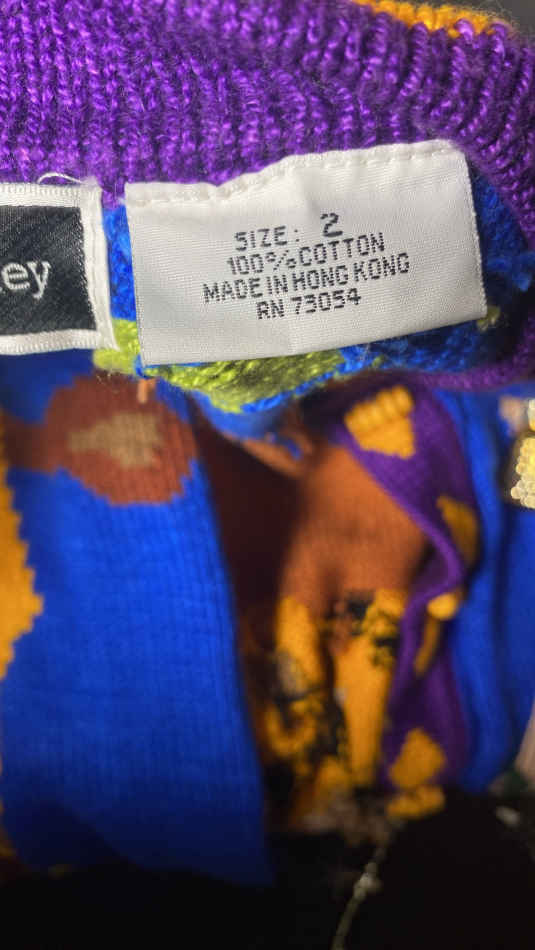 ey
SIZE: 2
100% COTTON
MADE IN HONG KONG
RN 73054